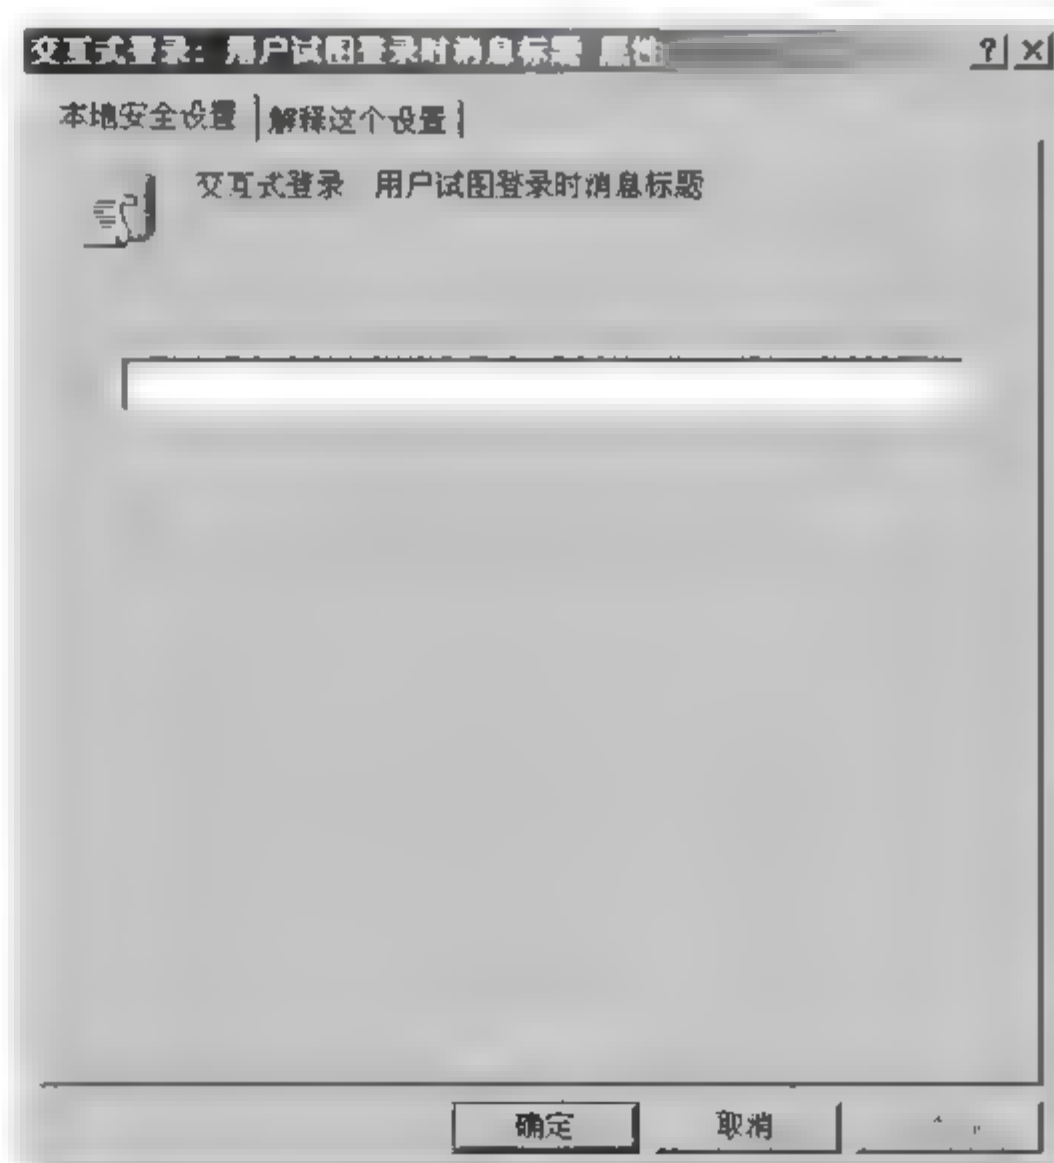 交互式登录: 用户试图登录时消息标题 属性 ? ×
本地安全设置 解释这个设置
交互式登录 用户试图登录时消息标题
确定 取消